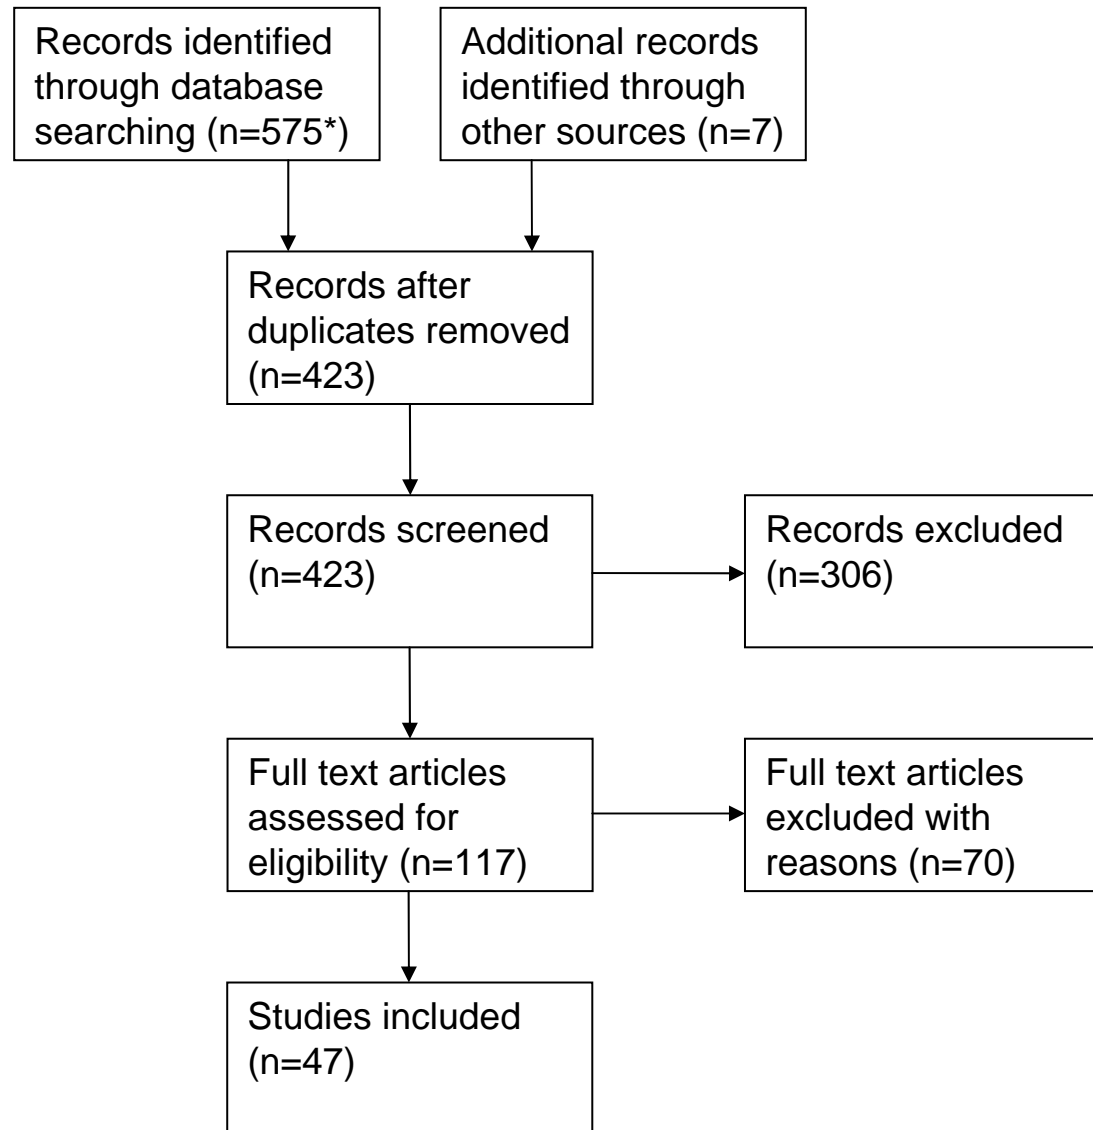 Records identified
through database
searching (n=575*)
Additional records
identified through
other sources (n=7)
Records after
duplicates removed
(n=423)
Records screened
(n=423)
Records excluded
(n=306)
Full text articles
assessed for
eligibility (n=117)
Full text articles
excluded with
reasons (n=70)
Studies included
(n=47)